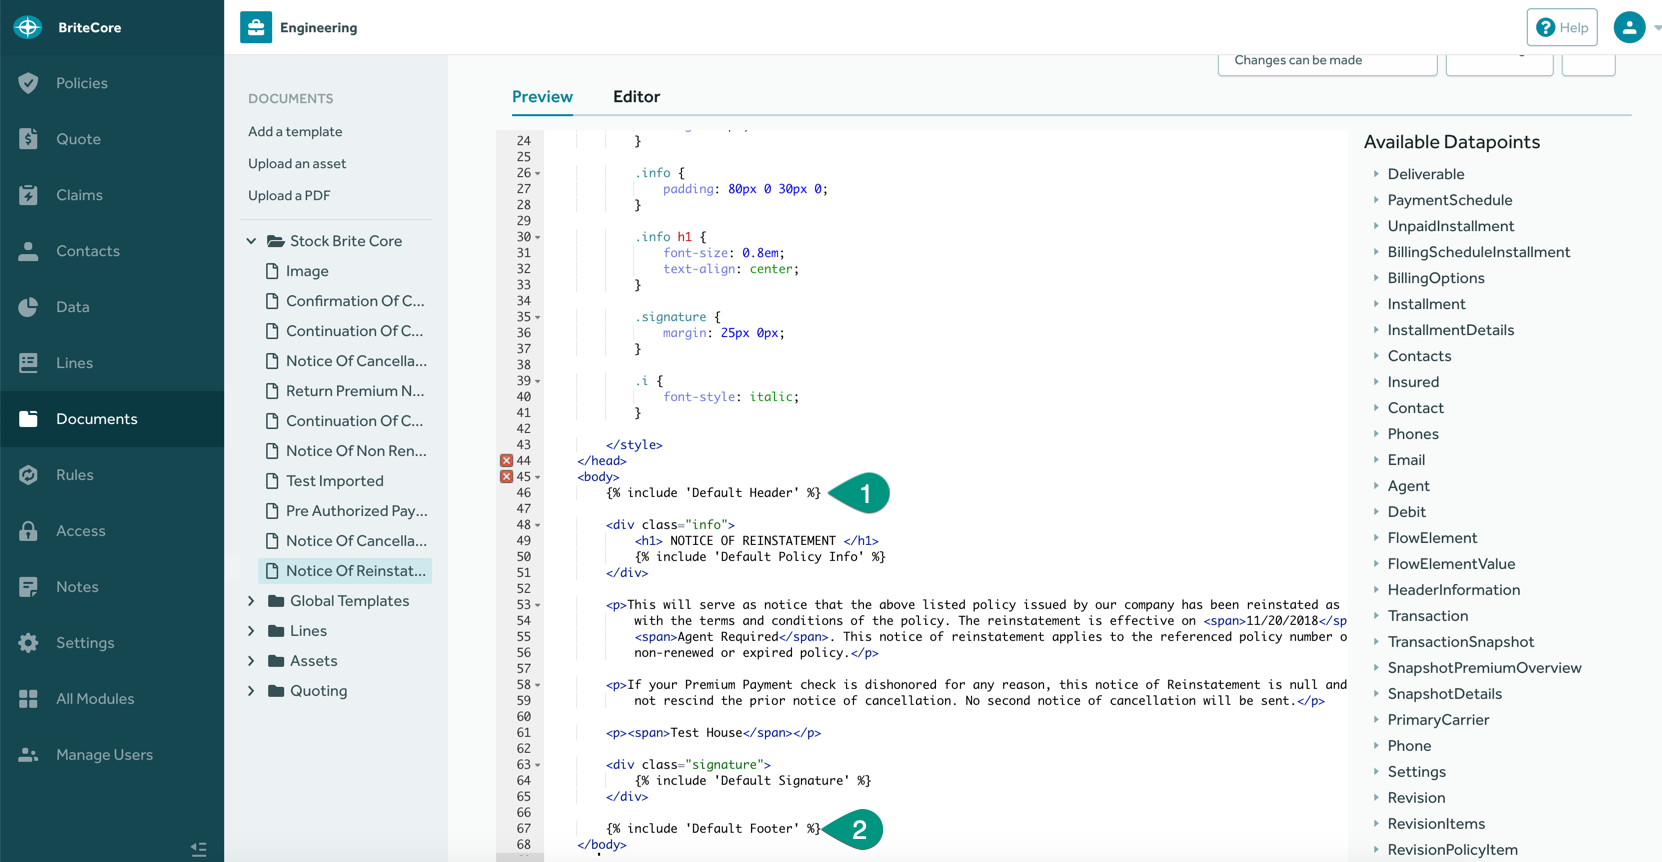 BriteCore
Engineering
Help
Policies
Quote
Claims
Contacts
Data
Lines
Documents
Rules
Access
Notes
Settings
All Modules
Manage Users
DOCUMENTS
Add a template
Upload an asset
Upload a PDF
Stock Brite Core
Image
Confirmation Of C...
Continuation Of C...
Notice Of Cancella...
Return Premium N...
Continuation Of C...
Notice Of Non Ren...
Test Imported
Pre Authorized Pay...
Notice Of Cancella...
Notice Of Reinstat...
Global Templates
Lines
Assets
Quoting
Changes can be made
Preview
Editor
24 }
25
26 .info {
27 padding: 80px 0 30px 0;
28 }
29
30 .info h1 {
31 font-size: 0.8em;
32 text-align: center;
33 }
34
35 .signature {
36 margin: 25px 0px;
37 }
38
39 .i {
40 font-style: italic;
41 }
42
43 </style>
44 </head>
45 <body>
46 {% include 'Default Header' %} 1
47
48 <div class="info">
49 <h1> NOTICE OF REINSTATEMENT </h1>
50 {% include 'Default Policy Info' %}
51 </div>
52
53 <p>This will serve as notice that the above listed policy issued by our company has been reinstated as
54 with the terms and conditions of the policy. The reinstatement is effective on <span>11/20/2018</sp
55 <span>Agent Required</span>. This notice of reinstatement applies to the referenced policy number o
56 non-renewed or expired policy.</p>
57
58 <p>If your Premium Payment check is dishonored for any reason, this notice of Reinstatement is null and
59 not rescind the prior notice of cancellation. No second notice of cancellation will be sent.</p>
60
61 <p><span>Test House</span></p>
62
63 <div class="signature">
64 {% include 'Default Signature' %}
65 </div>
66
67 {% include 'Default Footer' %} 2
68 </body>
Available Datapoints
Deliverable
PaymentSchedule
UnpaidInstallment
BillingScheduleInstallment
BillingOptions
Installment
InstallmentDetails
Contacts
Insured
Contact
Phones
Email
Agent
Debit
FlowElement
FlowElementValue
HeaderInformation
Transaction
TransactionSnapshot
SnapshotPremiumOverview
SnapshotDetails
PrimaryCarrier
Phone
Settings
Revision
RevisionItems
RevisionPolicyItem